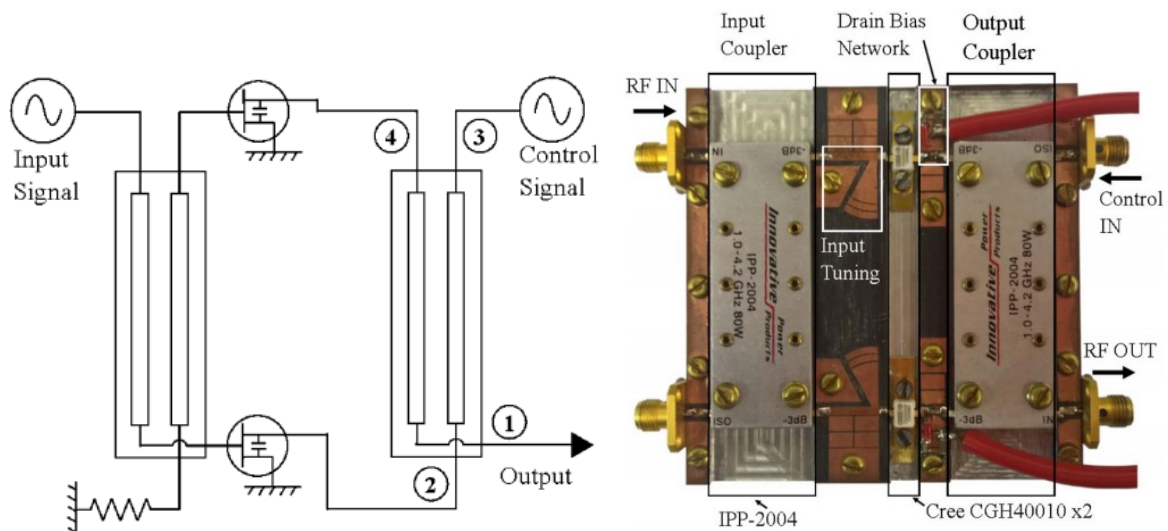 Input
Signal
4
3
Control
Signal
1
2
Output
Input
Coupler
Drain Bias
Network
Output
Coupler
RF IN
IN
-3dB
-3dB
ISO
Control
IN
Innovative
Power
Products
IPP-2004
1.0-4.2 GHz 80W
Input
Tuning
Innovative
Power
Products
IPP-2004
1.0-4.2 GHz 80W
RF OUT
ISO
-3dB
-3dB
IN
IPP-2004
Cree CGH40010 x2